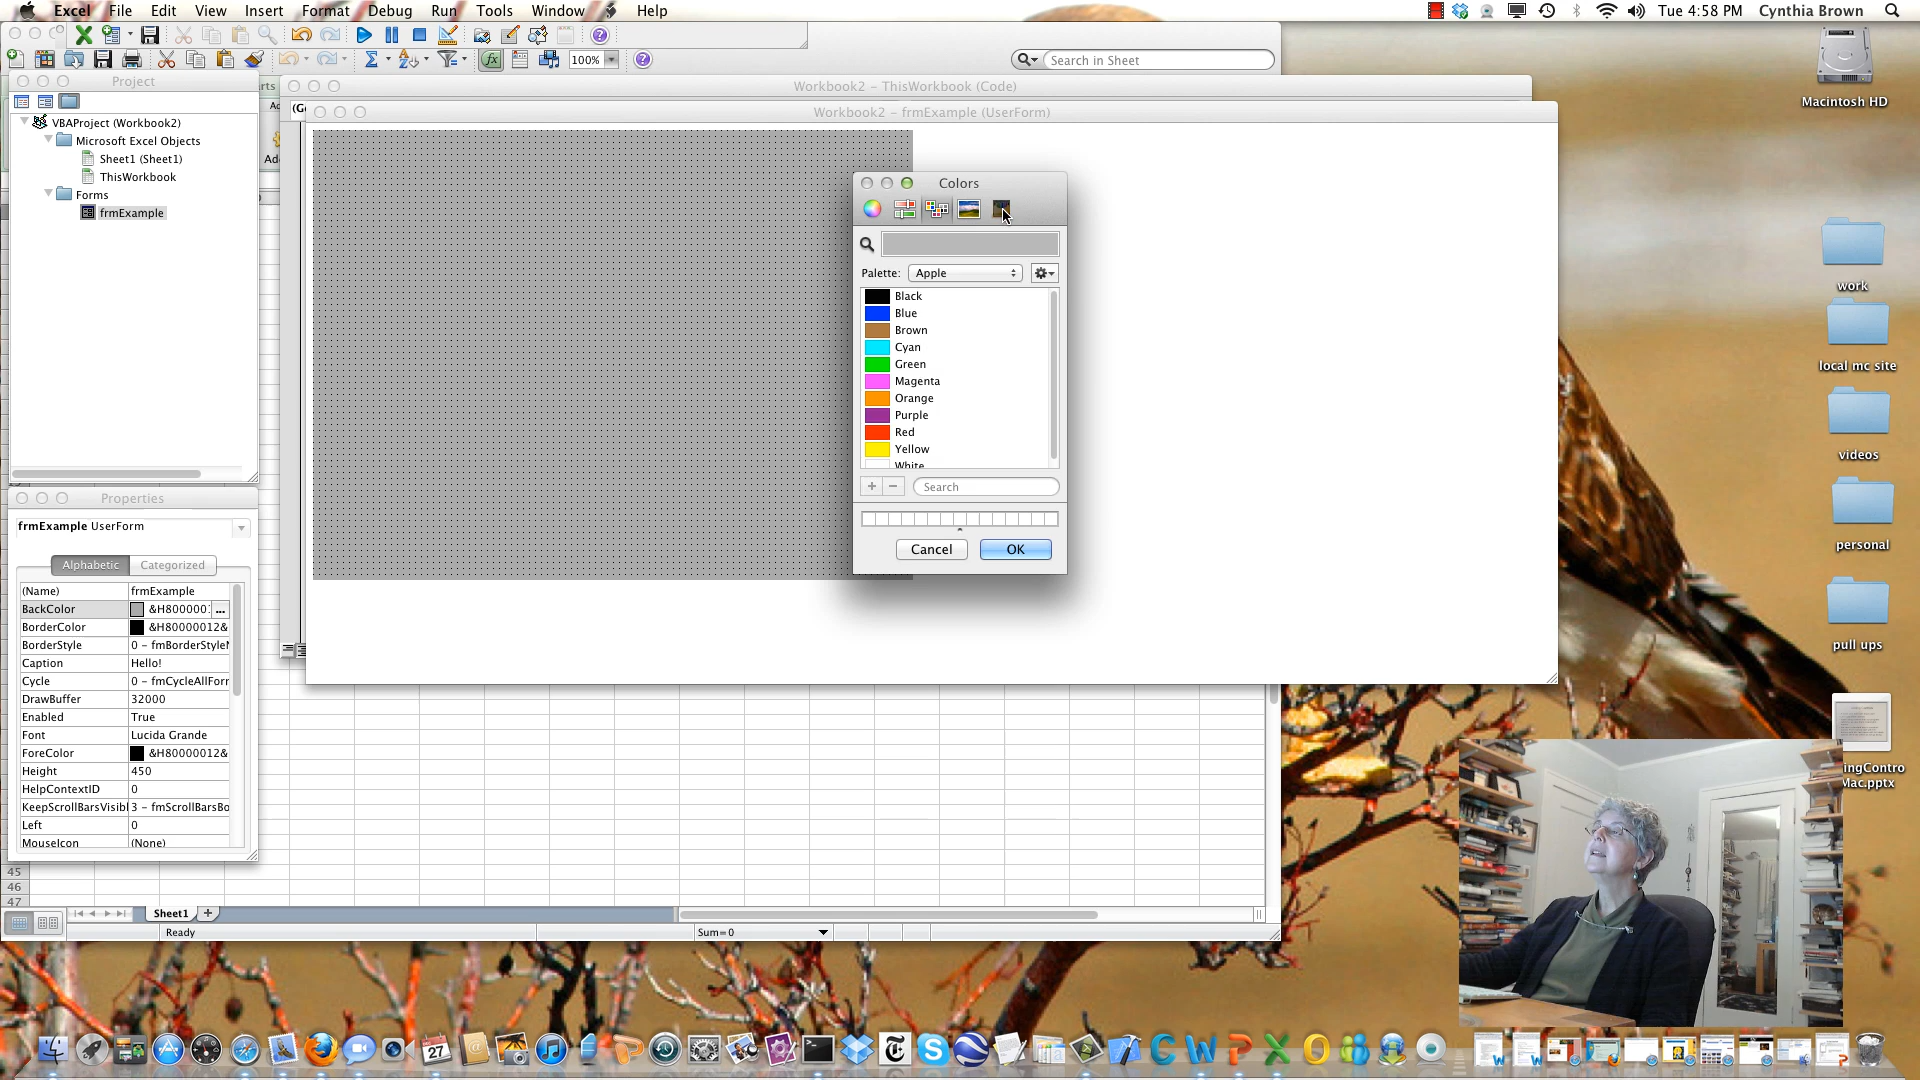 Excel File Edit View Insert Format Debug Run Tools Window Help
Tue 4:58 PM Cynthia Brown
100%
Search in Sheet
Project
VBAProject (Workbook2)
Microsoft Excel Objects
Sheet1 (Sheet1)
ThisWorkbook
Forms
frmExample
arts
Workbook2 - ThisWorkbook (Code)
(Ge
Workbook2 - frmExample (UserForm)
Colors
Palette: Apple
Black
Blue
Brown
Cyan
Green
Magenta
Orange
Purple
Red
Yellow
White
Search
Cancel OK
Properties
frmExample UserForm
Alphabetic Categorized
(Name) frmExample
BackColor &H800000: ...
BorderColor &H80000012&
BorderStyle 0 - fmBorderStyle
Caption Hello!
Cycle 0 - fmCycleAllForr
DrawBuffer 32000
Enabled True
Font Lucida Grande
ForeColor &H80000012&
Height 450
HelpContextID 0
KeepScrollBarsVisibl 3 - fmScrollBarsBo
Left 0
MouseIcon (None)
45
46
47
Sheet1
Ready Sum=0
Macintosh HD
work
local mc site
videos
personal
pull ups
ingContro
Mac.pptx
27